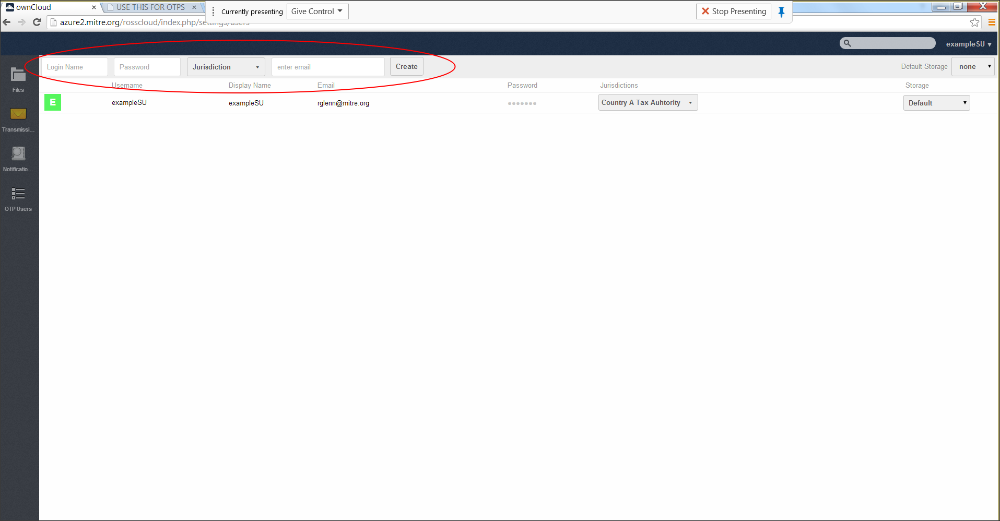 ownCloud
USE THIS FOR OTPS
Currently presenting
Give Control
Stop Presenting
azure2.mitre.org/rosscloud/index.php/settings/users
exampleSU
Login Name
Password
Jurisdiction
enter email
Create
Default Storage
none
Files
Username
Display Name
Email
Password
Jurisdictions
Storage
E
exampleSU
exampleSU
rglenn@mitre.org
Country A Tax Auhtority
Default
Transmissi...
Notificatio...
OTP Users